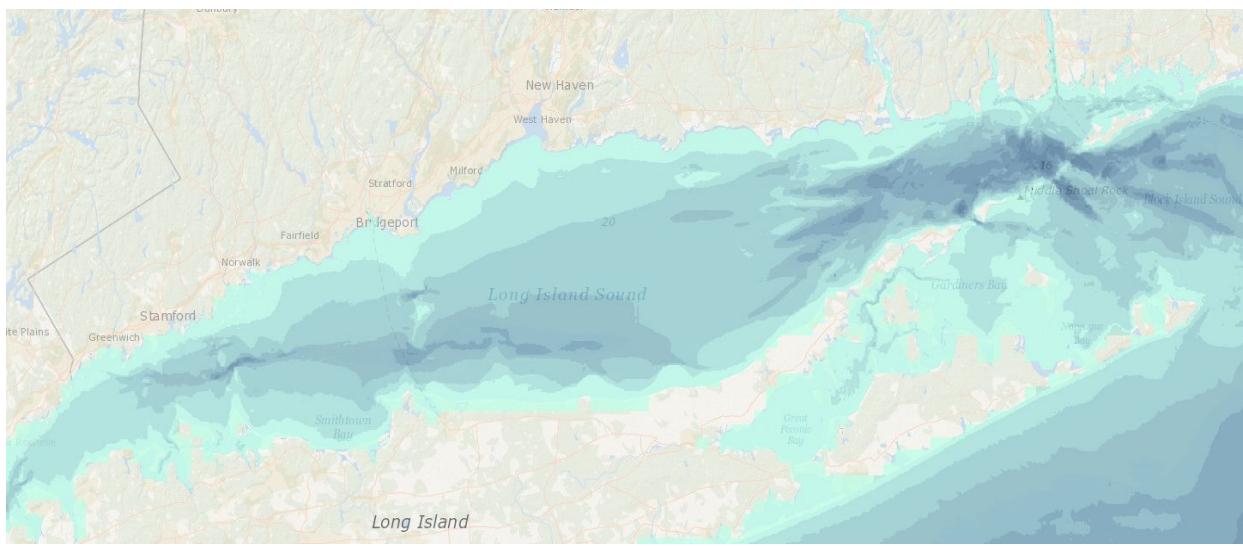 Danbury
New Haven
West Haven
Milford
Stratford
Bridgeport
Fairfield
Norwalk
Stamford
ite Plains
Greenwich
20
Long Island Sound
16
Middle Shoal Rock
Block Island Sound
Gardiners Bay
Smithtown
Bay
Great
Peconic
Bay
Long Island